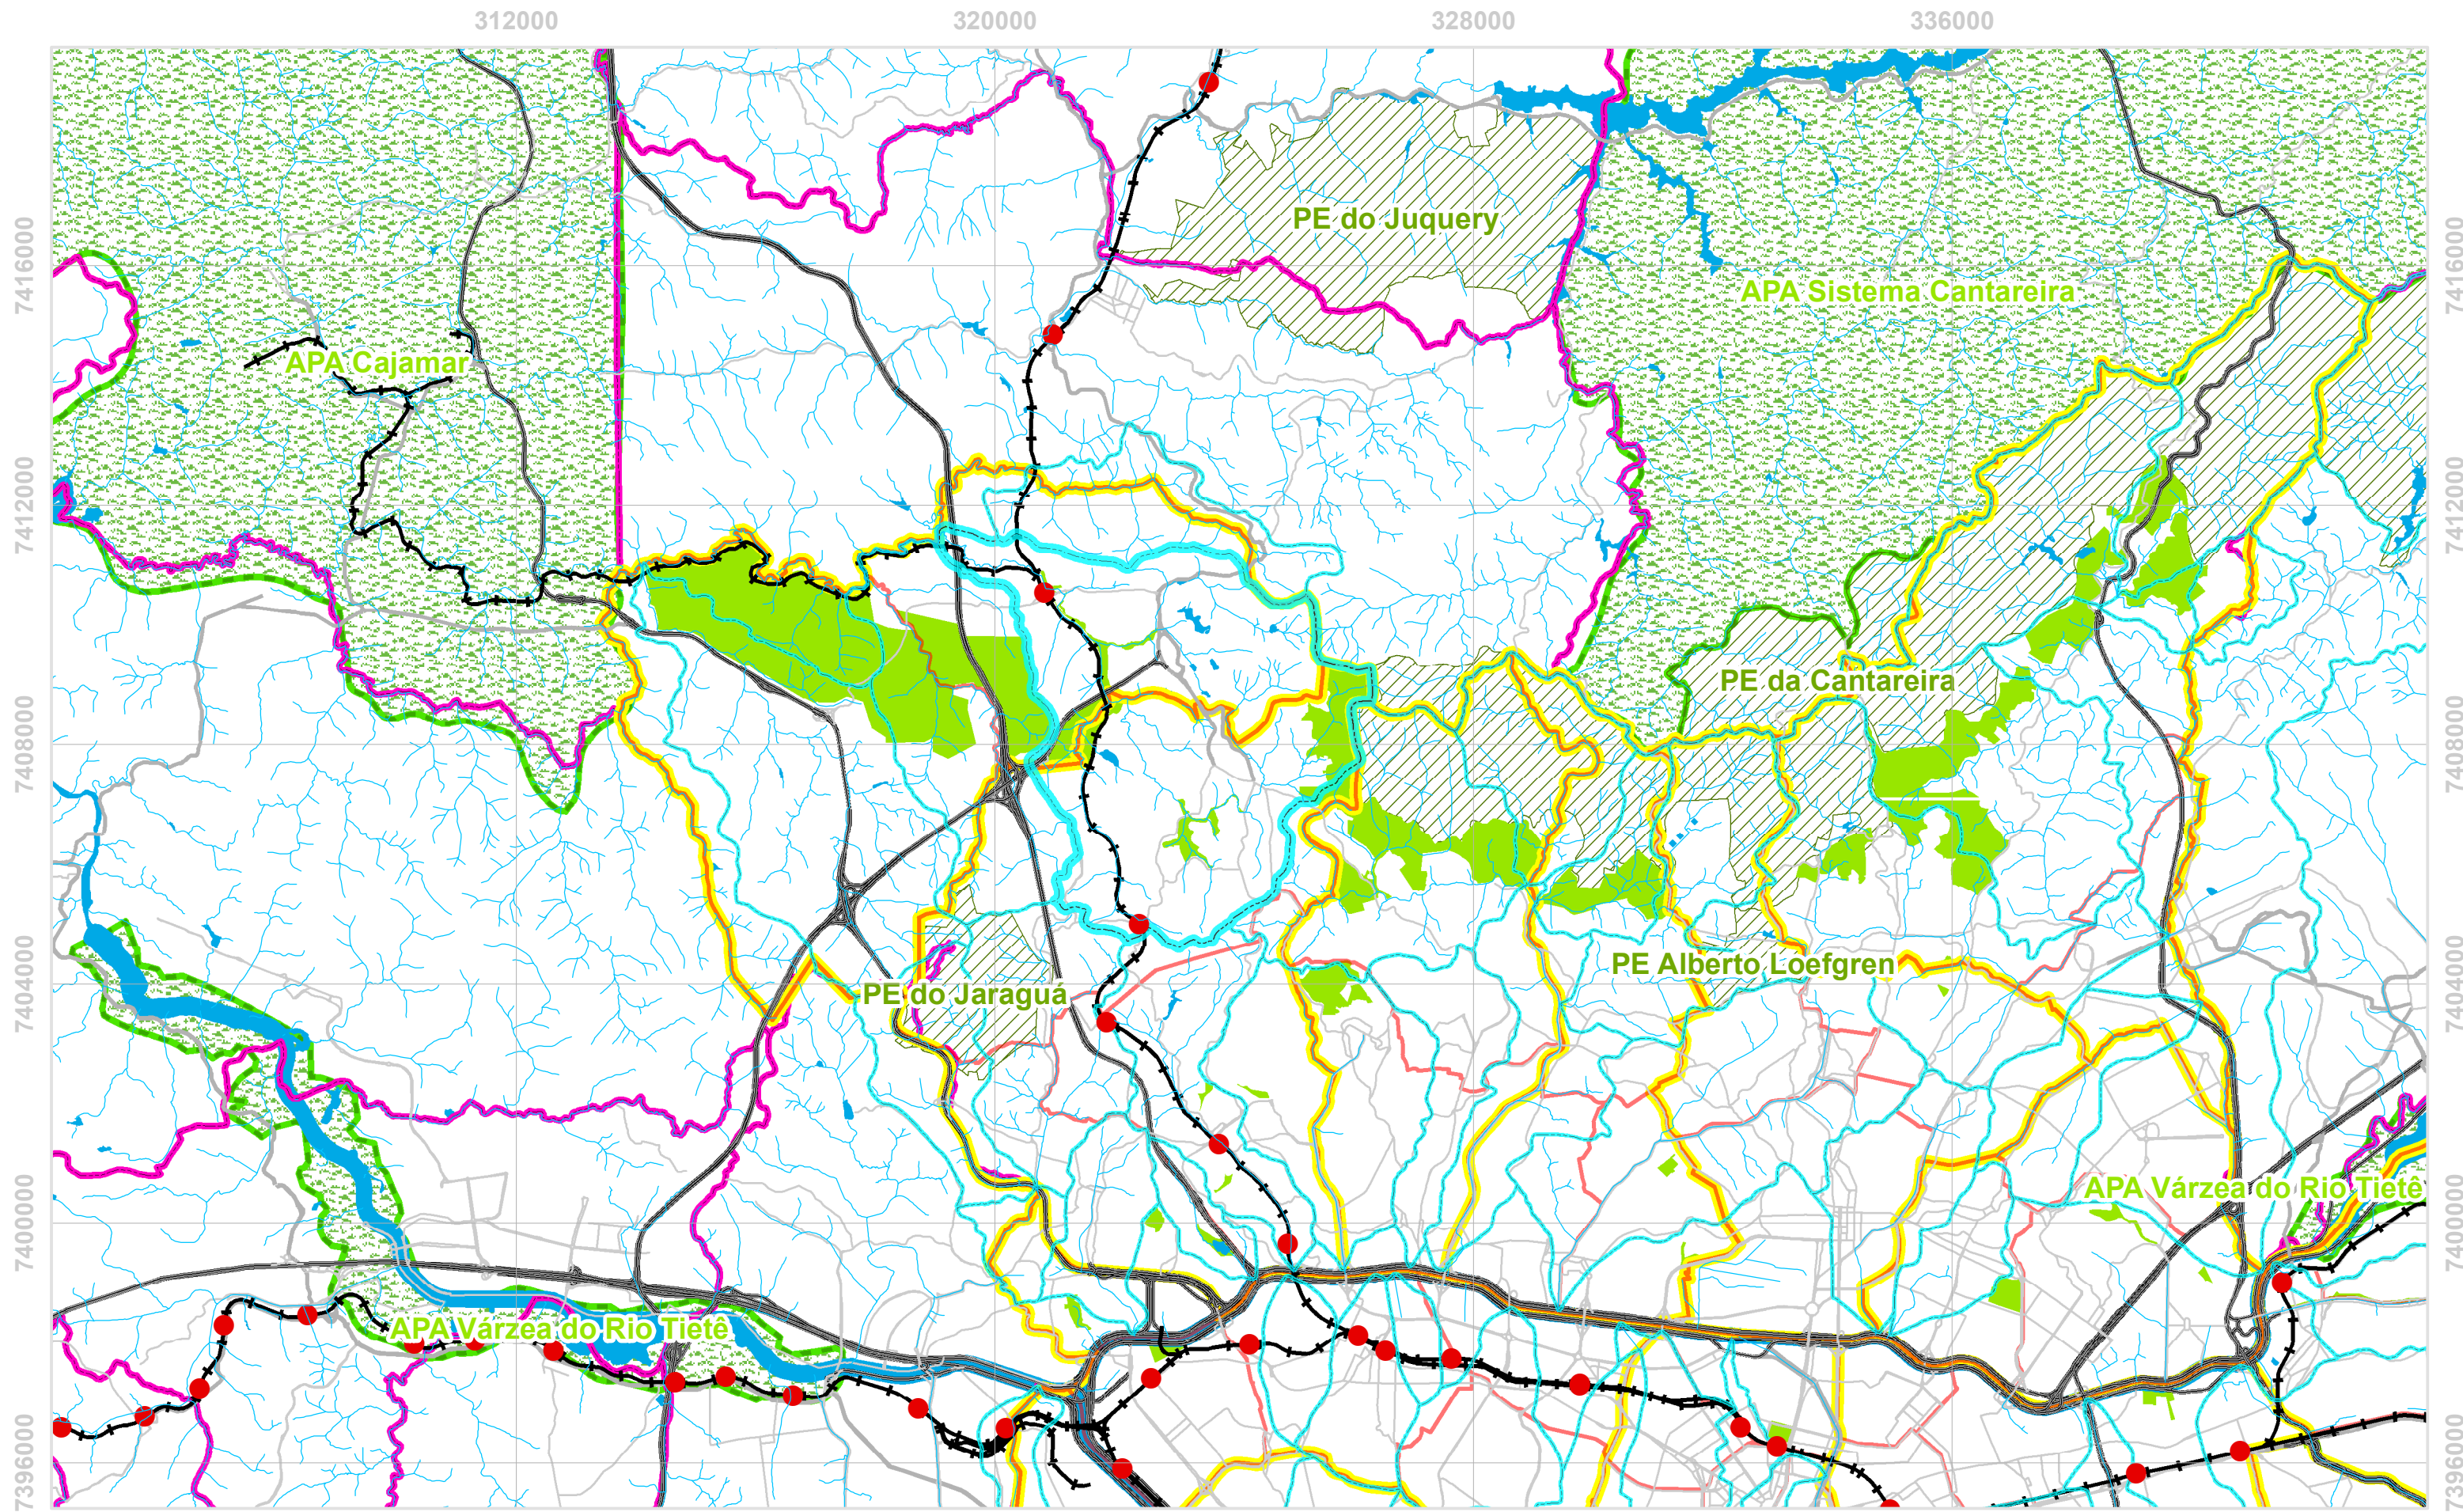 312000
320000
328000
336000
7416000
7416000
PE do Juquery
APA Sistema Cantareira
APA Cajamar
7412000
7412000
PE da Cantareira
7408000
7408000
PE Alberto Loefgren
PE do Jaraguá
7404000
7404000
APA Várzea do Rio Tietê
7400000
7400000
APA Várzea do Rio Tietê
7396000
7396000